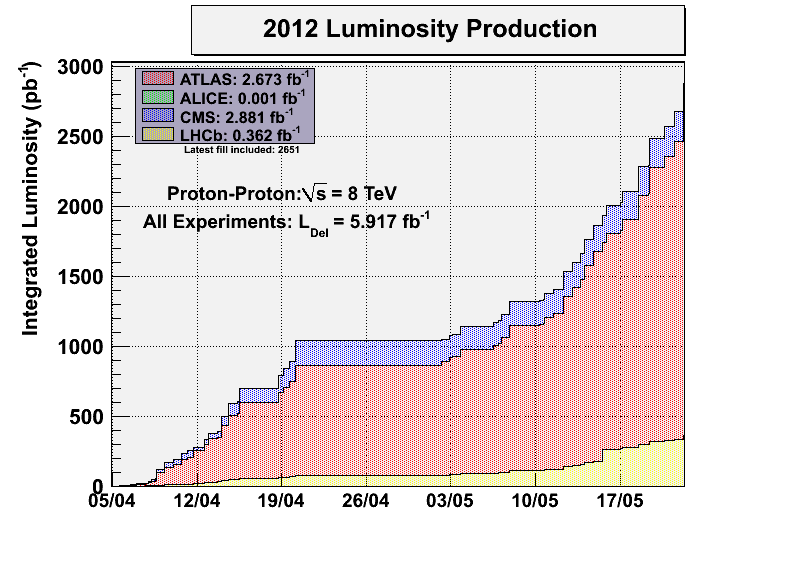 2012 Luminosity Production
Integrated Luminosity (pb⁻¹)
3000
2500
2000
1500
1000
500
0
ATLAS: 2.673 fb⁻¹
ALICE: 0.001 fb⁻¹
CMS: 2.881 fb⁻¹
LHCb: 0.362 fb⁻¹
Latest fill included: 2651
Proton-Proton:√s = 8 TeV
All Experiments: L_Del = 5.917 fb⁻¹
05/04 12/04 19/04 26/04 03/05 10/05 17/05